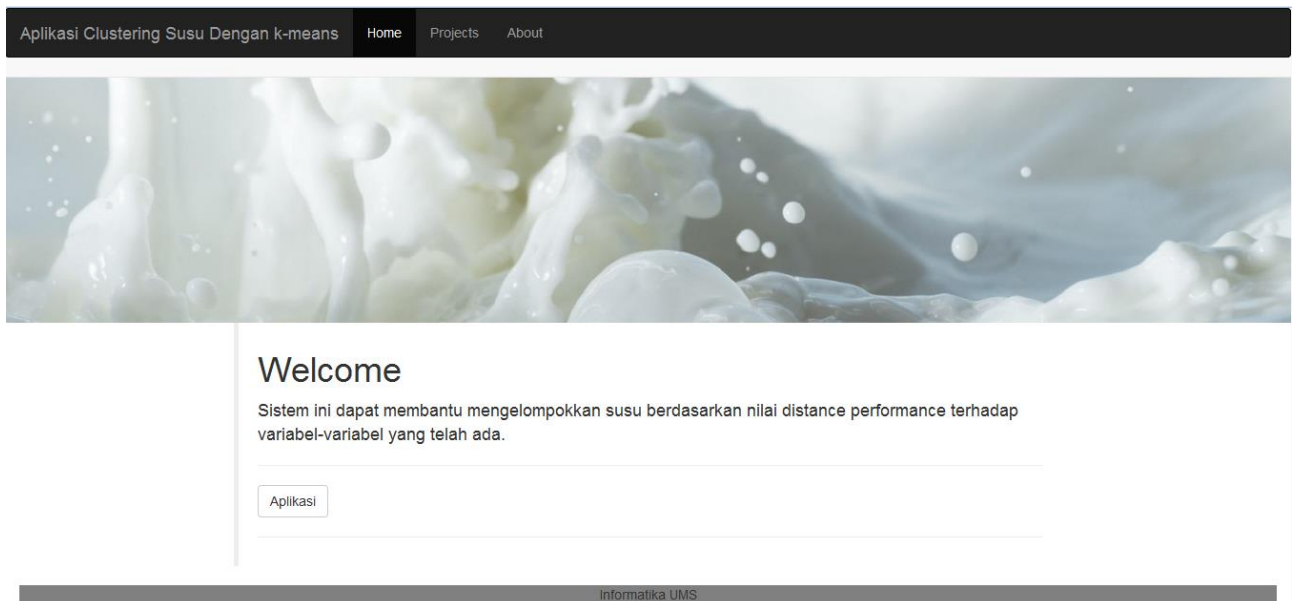 Aplikasi Clustering Susu Dengan k-means Home Projects About
Welcome
Sistem ini dapat membantu mengelompokkan susu berdasarkan nilai distance performance terhadap
variabel-variabel yang telah ada.
Aplikasi
Informatika UMS